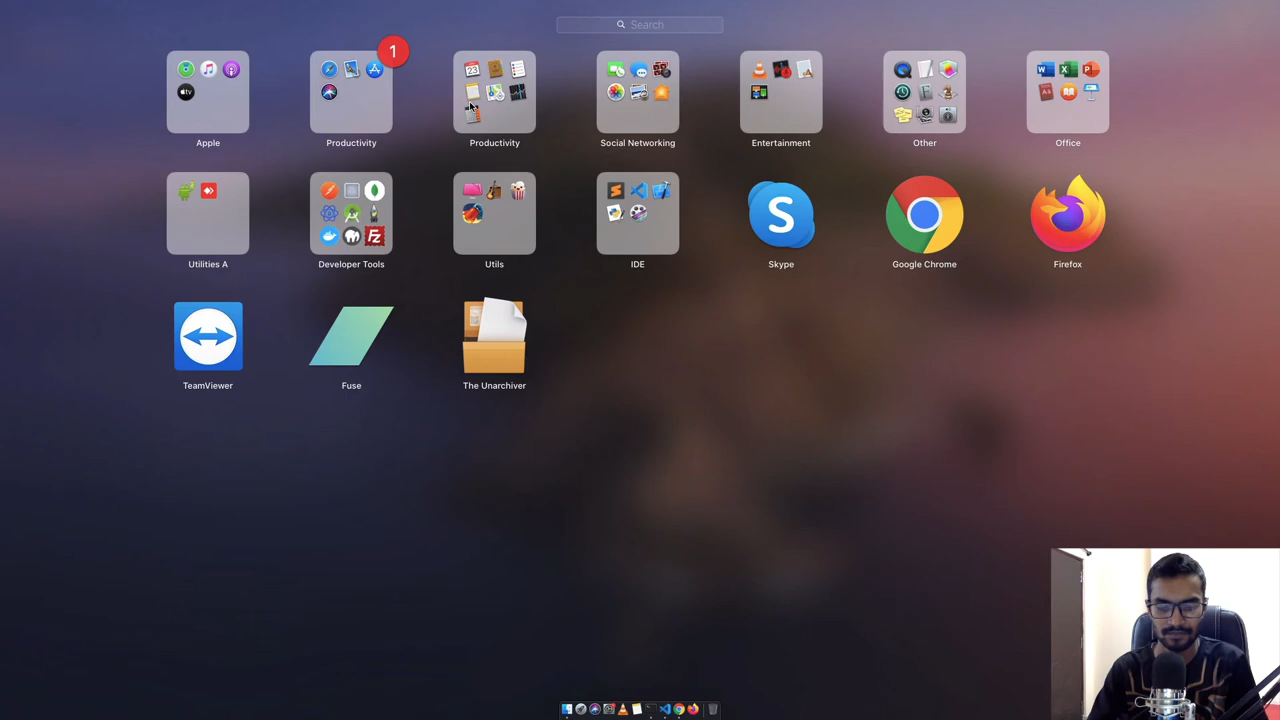 Search
1
Apple
Productivity
Productivity
Social Networking
Entertainment
Other
Office
23
Utilities A
Developer Tools
Utils
IDE
Skype
Google Chrome
Firefox
TeamViewer
Fuse
The Unarchiver